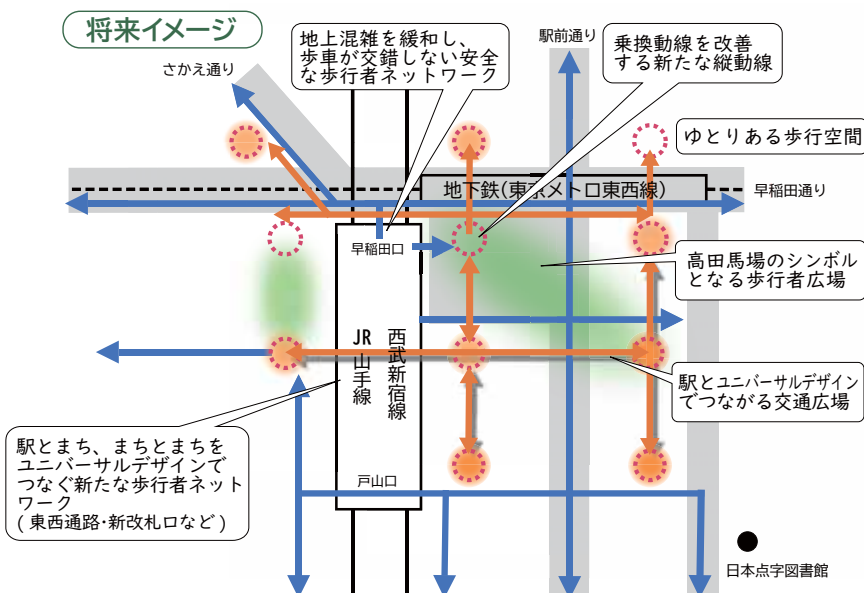 将来イメージ
さかえ通り
地上混雑を緩和し、
歩車が交錯しない安全
な歩行者ネットワーク
駅前通り
乗換動線を改善
する新たな縦動線
ゆとりある歩行空間
地下鉄(東京メトロ東西線)
早稲田通り
早稲田口
高田馬場のシンボル
となる歩行者広場
JR 山手線
西武新宿線
駅とユニバーサルデザイン
でつながる交通広場
駅とまち、まちとまちを
ユニバーサルデザインで
つなぐ新たな歩行者ネット
ワーク
(東西通路・新改札口など)
戸山口
日本点字図書館